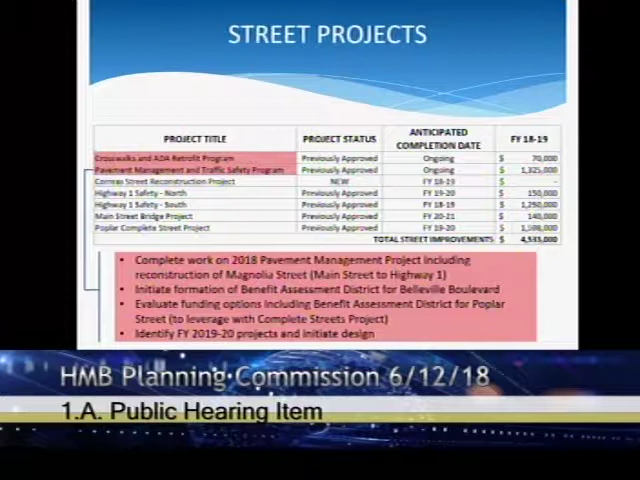 STREET PROJECTS
PROJECT TITLE PROJECT STATUS ANTICIPATED COMPLETION DATE FY 18-19
Crosswalks and ADA Retrofit Program Previously Approved Ongoing $ 70,000
Pavement Management and Traffic Safety Program Previously Approved Ongoing $ 1,325,000
Correas Street Reconstruction Project NEW FY 18-19 $ -
Highway 1 Safety - North Previously Approved FY 19-20 $ 150,000
Highway 1 Safety - South Previously Approved FY 18-19 $ 1,250,000
Main Street Bridge Project Previously Approved FY 20-21 $ 140,000
Poplar Complete Street Project Previously Approved FY 19-20 $
TOTAL STREET IMPROVEMENTS $ 4,533,000
• Complete work on 2018 Pavement Management Project including
reconstruction of Magnolia Street (Main Street to Highway 1)
• Initiate formation of Benefit Assessment District for Belleville Boulevard
• Evaluate funding options including Benefit Assessment District for Poplar
Street (to leverage with Complete Streets Project)
• Identify FY 2019-20 projects and initiate design
HMB Planning Commission 6/12/18
1.A. Public Hearing Item